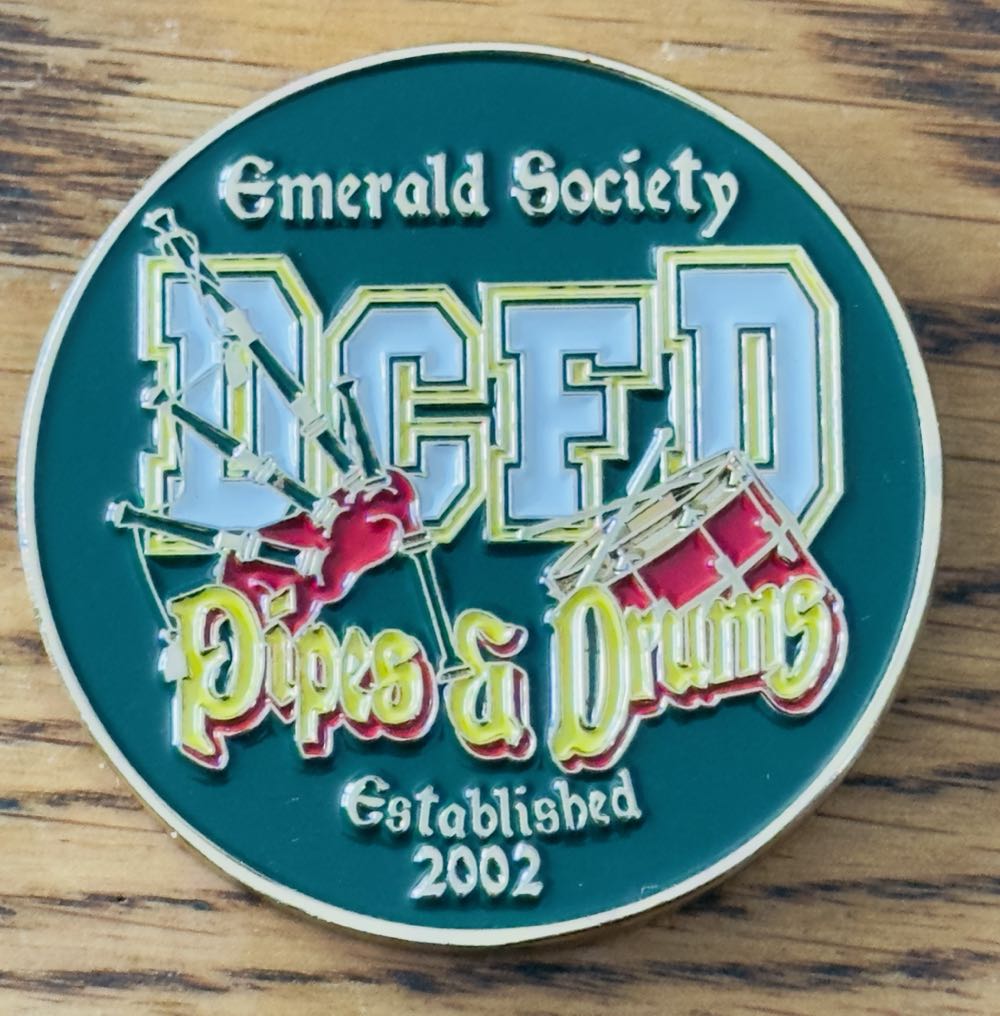 Emerald Society
DCFD
Pipes & Drums
Established
2002